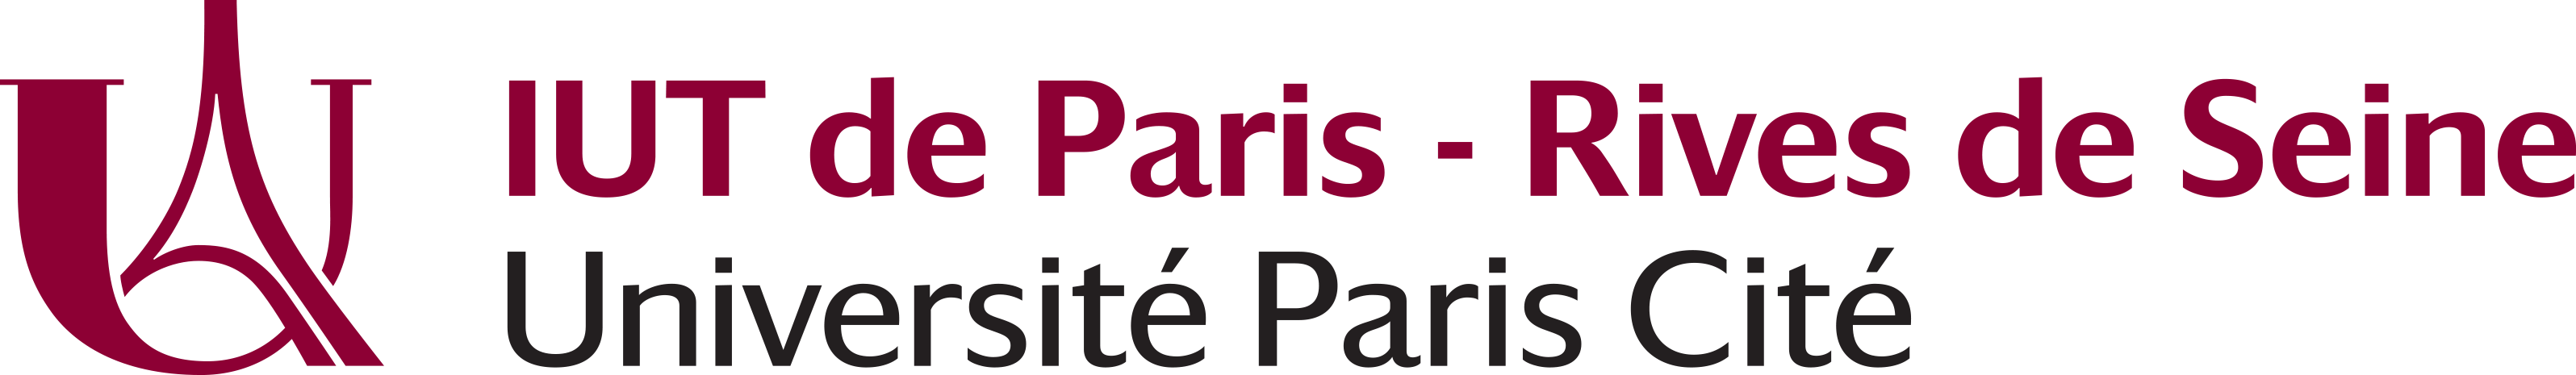 IUT de Paris - Rives de Seine
Université Paris Cité